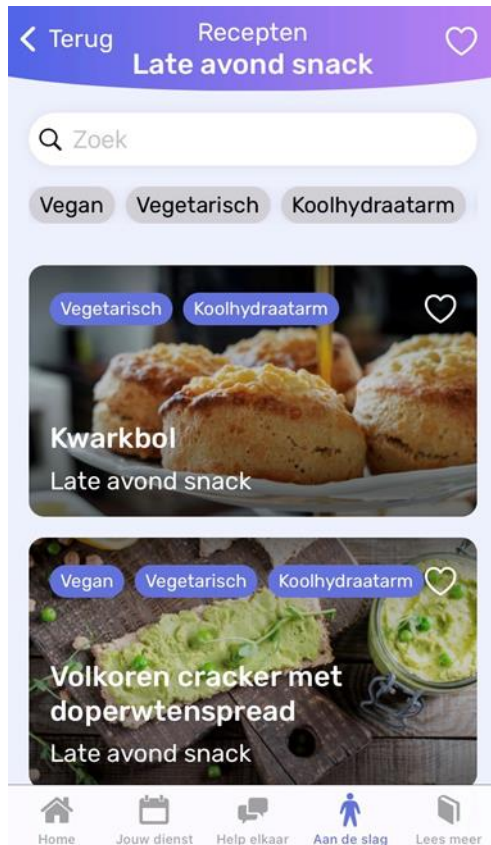 Terug
Recepten
Late avond snack
Zoek
Vegan Vegetarisch Koolhydraatarm
Vegetarisch Koolhydraatarm
Kwarkbol
Late avond snack
Vegan Vegetarisch Koolhydraatarm
Volkoren cracker met
doperwtenspread
Late avond snack
Home Jouw dienst Help elkaar Aan de slag Lees meer